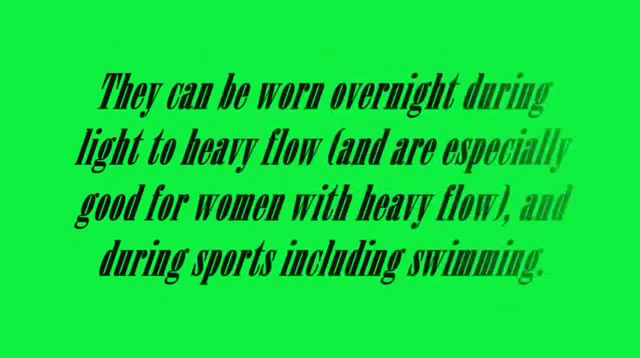 They can be worn overnight during
light to heavy flow (and are especially
good for women with heavy flow), and
during sports including swimming.